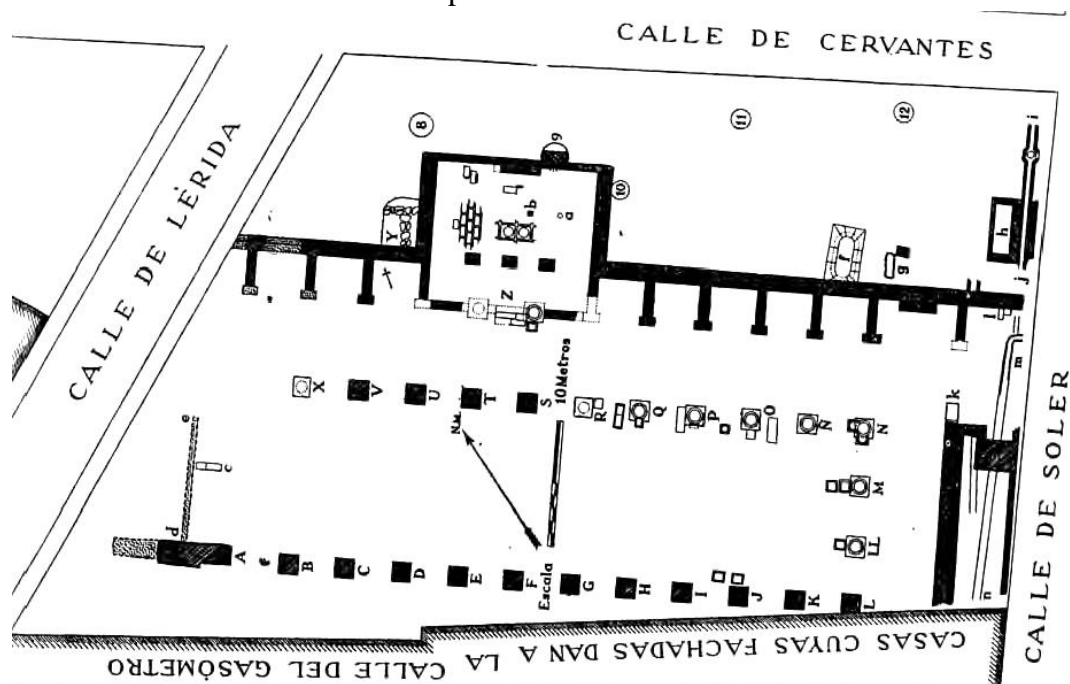 CALLE DE CERVANTES
CALLE DE LÉRIDA
8
9
10
11
12
i
h
Y
b
a
f
g
j
l
Z
m
k
X
V
U
T
S
R
Q
P
O
Ñ
N
M
LL
N.M.
10 Metros
Escala
e
c
d
A
B
C
D
E
F
G
H
I
J
K
L
n
CALLE DE SOLER
CASAS CUYAS FACHADAS DAN A LA CALLE DEL GASÓMETRO